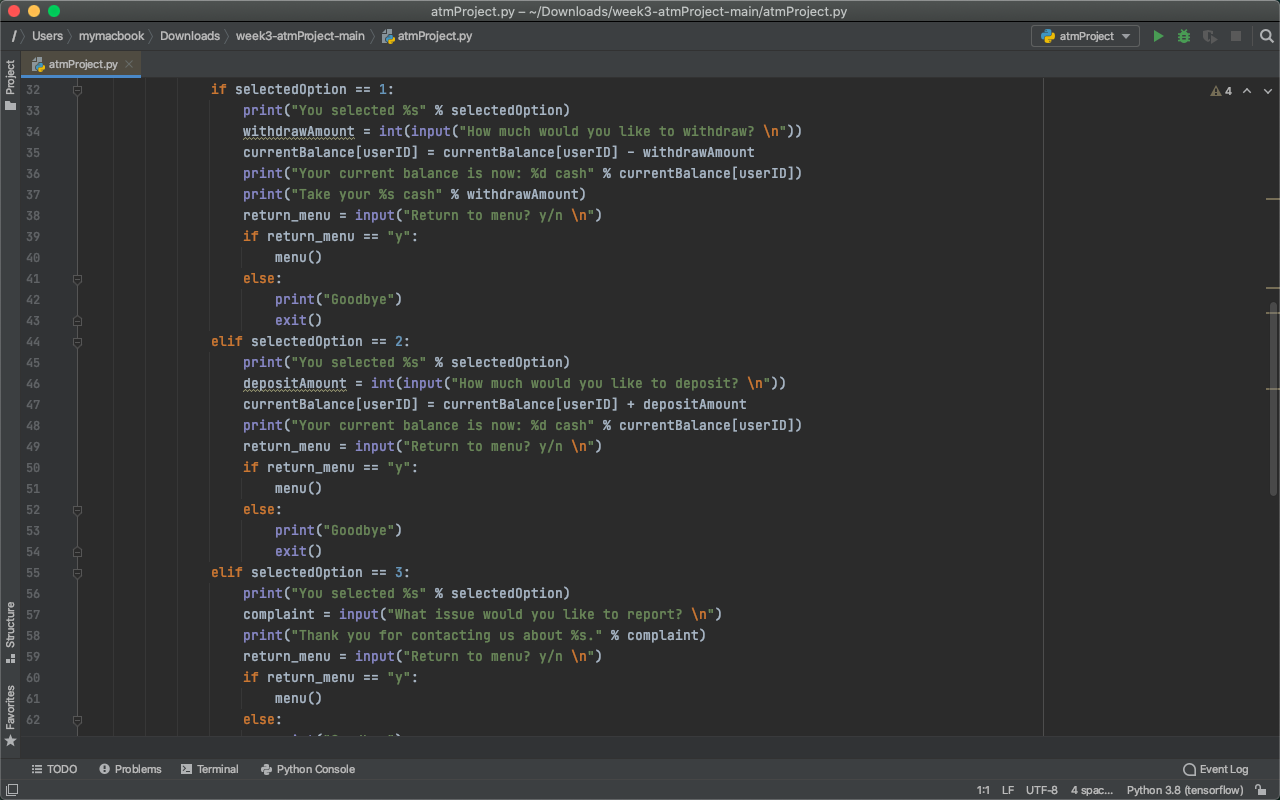 atmProject.py – ~/Downloads/week3-atmProject-main/atmProject.py
/ Users mymacbook Downloads week3-atmProject-main atmProject.py atmProject
Project
atmProject.py
4
32 if selectedOption == 1:
33 print("You selected %s" % selectedOption)
34 withdrawAmount = int(input("How much would you like to withdraw? \n"))
35 currentBalance[userID] = currentBalance[userID] - withdrawAmount
36 print("Your current balance is now: %d cash" % currentBalance[userID])
37 print("Take your %s cash" % withdrawAmount)
38 return_menu = input("Return to menu? y/n \n")
39 if return_menu == "y":
40 menu()
41 else:
42 print("Goodbye")
43 exit()
44 elif selectedOption == 2:
45 print("You selected %s" % selectedOption)
46 depositAmount = int(input("How much would you like to deposit? \n"))
47 currentBalance[userID] = currentBalance[userID] + depositAmount
48 print("Your current balance is now: %d cash" % currentBalance[userID])
49 return_menu = input("Return to menu? y/n \n")
50 if return_menu == "y":
51 menu()
52 else:
53 print("Goodbye")
54 exit()
55 elif selectedOption == 3:
56 print("You selected %s" % selectedOption)
57 complaint = input("What issue would you like to report? \n")
58 print("Thank you for contacting us about %s." % complaint)
59 return_menu = input("Return to menu? y/n \n")
60 if return_menu == "y":
61 menu()
62 else:
Structure
Favorites
TODO Problems Terminal Python Console Event Log
1:1 LF UTF-8 4 spac... Python 3.8 (tensorflow)